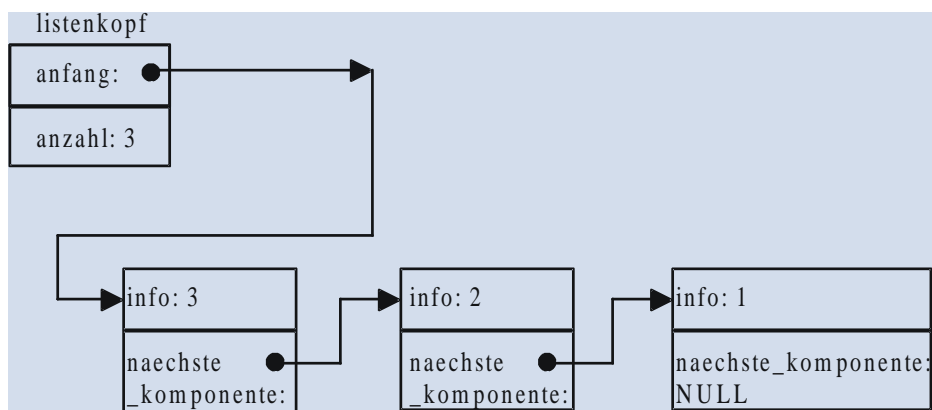 listenkopf
anfang:
anzahl: 3
info: 3
naechste
_komponente:
info: 2
naechste
_komponente:
info: 1
naechste_komponente:
NULL